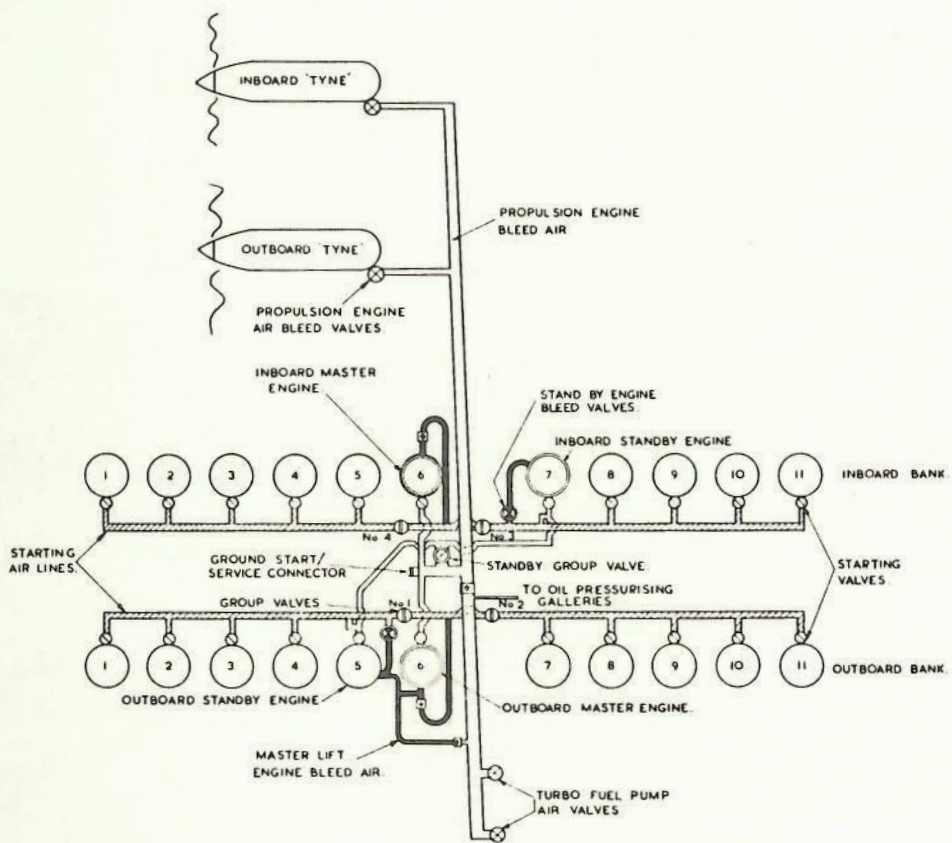 INBOARD 'TYNE'
PROPULSION ENGINE
BLEED AIR
OUTBOARD 'TYNE'
PROPULSION ENGINE
AIR BLEED VALVES.
INBOARD MASTER
ENGINE.
STAND BY ENGINE
BLEED VALVES.
INBOARD STANDBY ENGINE
1 2 3 4 5 6 7 8 9 10 11
INBOARD BANK.
No. 4
No. 3
STARTING
AIR LINES.
GROUND START/
SERVICE CONNECTOR
STANDBY GROUP VALVE.
STARTING
VALVES.
TO OIL PRESSURISING
GALLERIES
GROUP VALVES
No. 1
No. 2
1 2 3 4 5 6 7 8 9 10 11
OUTBOARD BANK.
OUTBOARD STANDBY ENGINE
OUTBOARD MASTER ENGINE.
MASTER LIFT
ENGINE BLEED AIR.
TURBO FUEL PUMP
AIR VALVES